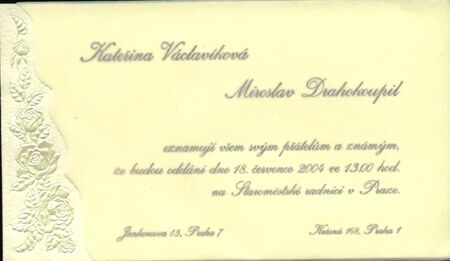 Kateřina Václavíková
Miroslav Drahokoupil
oznamují všem svým přátelům a známým,
že budou oddáni dne 18. července 2004 ve 13.00 hod.
na Staroměstské radnici v Praze.
Jankovcova 15, Praha 7
Krásná 168, Praha 1